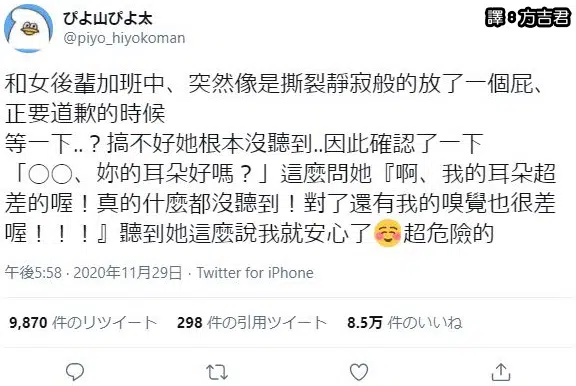 譯:方吉君
ぴよ山ぴよ太
@piyo_hiyokoman
和女後輩加班中、突然像是撕裂靜寂般的放了一個屁、
正要道歉的時候
等一下..？搞不好她根本沒聽到..因此確認了一下
「○○、妳的耳朵好嗎？」這麼問她『啊、我的耳朵超
差的喔！真的什麼都沒聽到！對了還有我的嗅覺也很差
喔！！！』聽到她這麼說我就安心了☺️超危險的
午後5:58 · 2020年11月29日 · Twitter for iPhone
9,870 件のリツイート 298 件の引用ツイート 8.5万 件のいいね